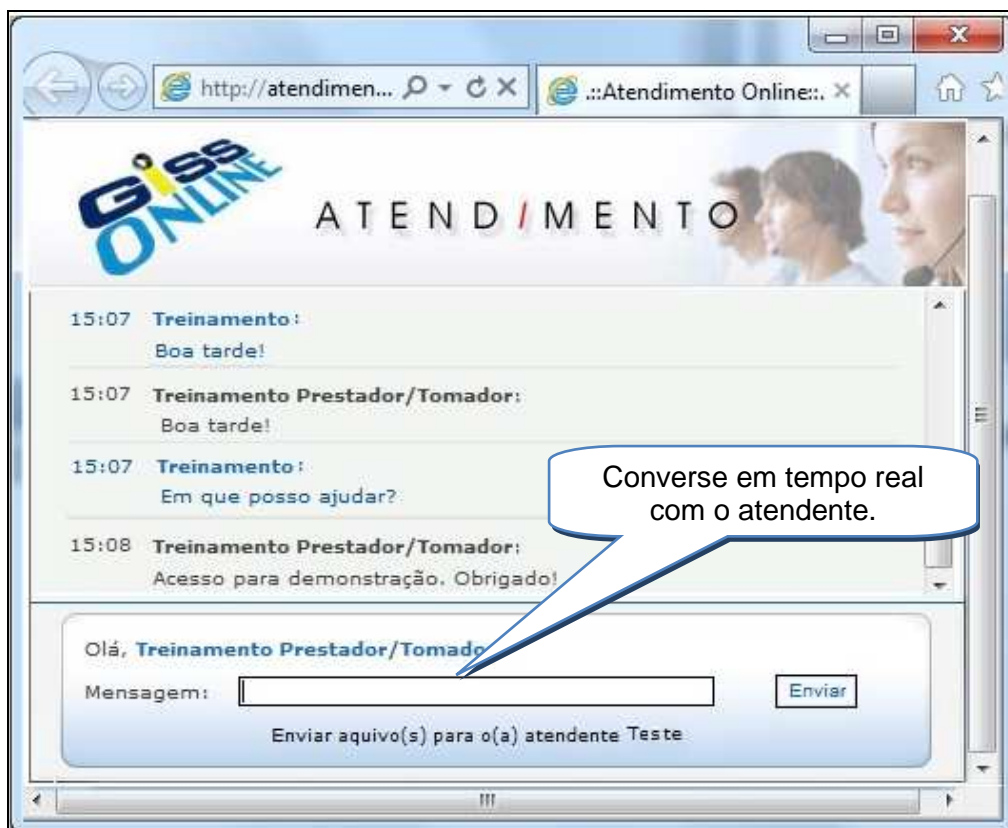 http://atendimen...
.::Atendimento Online::.
GISS
ONLINE
ATENDIMENTO
15:07 Treinamento:
Boa tarde!
15:07 Treinamento Prestador/Tomador:
Boa tarde!
15:07 Treinamento:
Em que posso ajudar?
Converse em tempo real
com o atendente.
15:08 Treinamento Prestador/Tomador:
Acesso para demonstração. Obrigado!
Olá, Treinamento Prestador/Tomado
Mensagem:
Enviar
Enviar aquivo(s) para o(a) atendente Teste